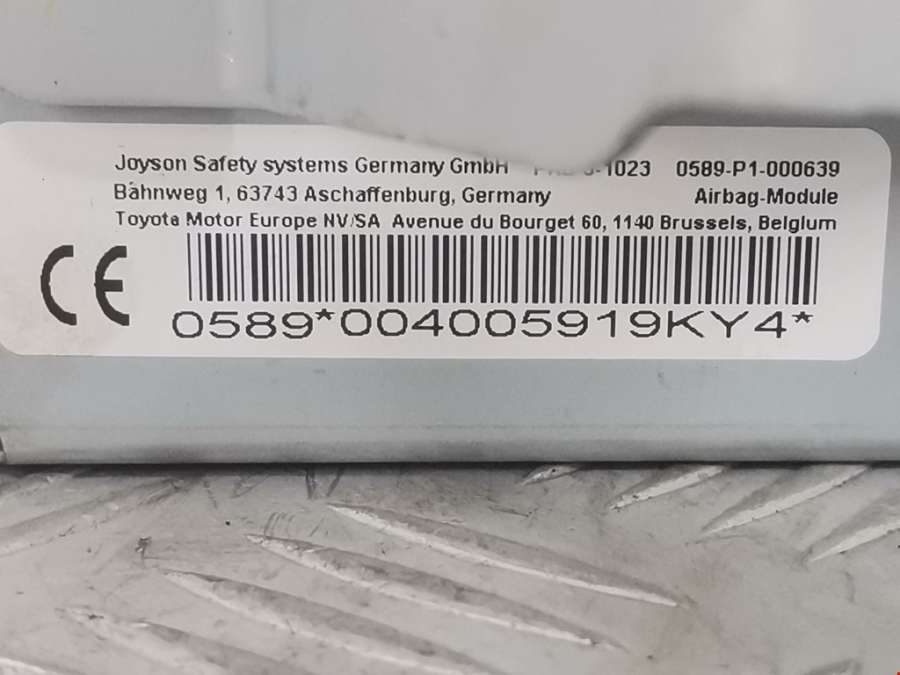 Joyson Safety systems Germany GmbH 0589-P1-000639
Bahnweg 1, 63743 Aschaffenburg, Germany Airbag-Module
Toyota Motor Europe NV/SA Avenue du Bourget 60, 1140 Brussels, Belgium
CE
0589*004005919KY4*